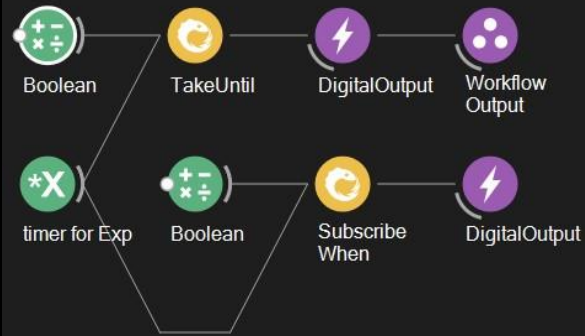 Boolean
TakeUntil
DigitalOutput
Workflow
Output
*X
timer for Exp
Boolean
Subscribe
When
DigitalOutput